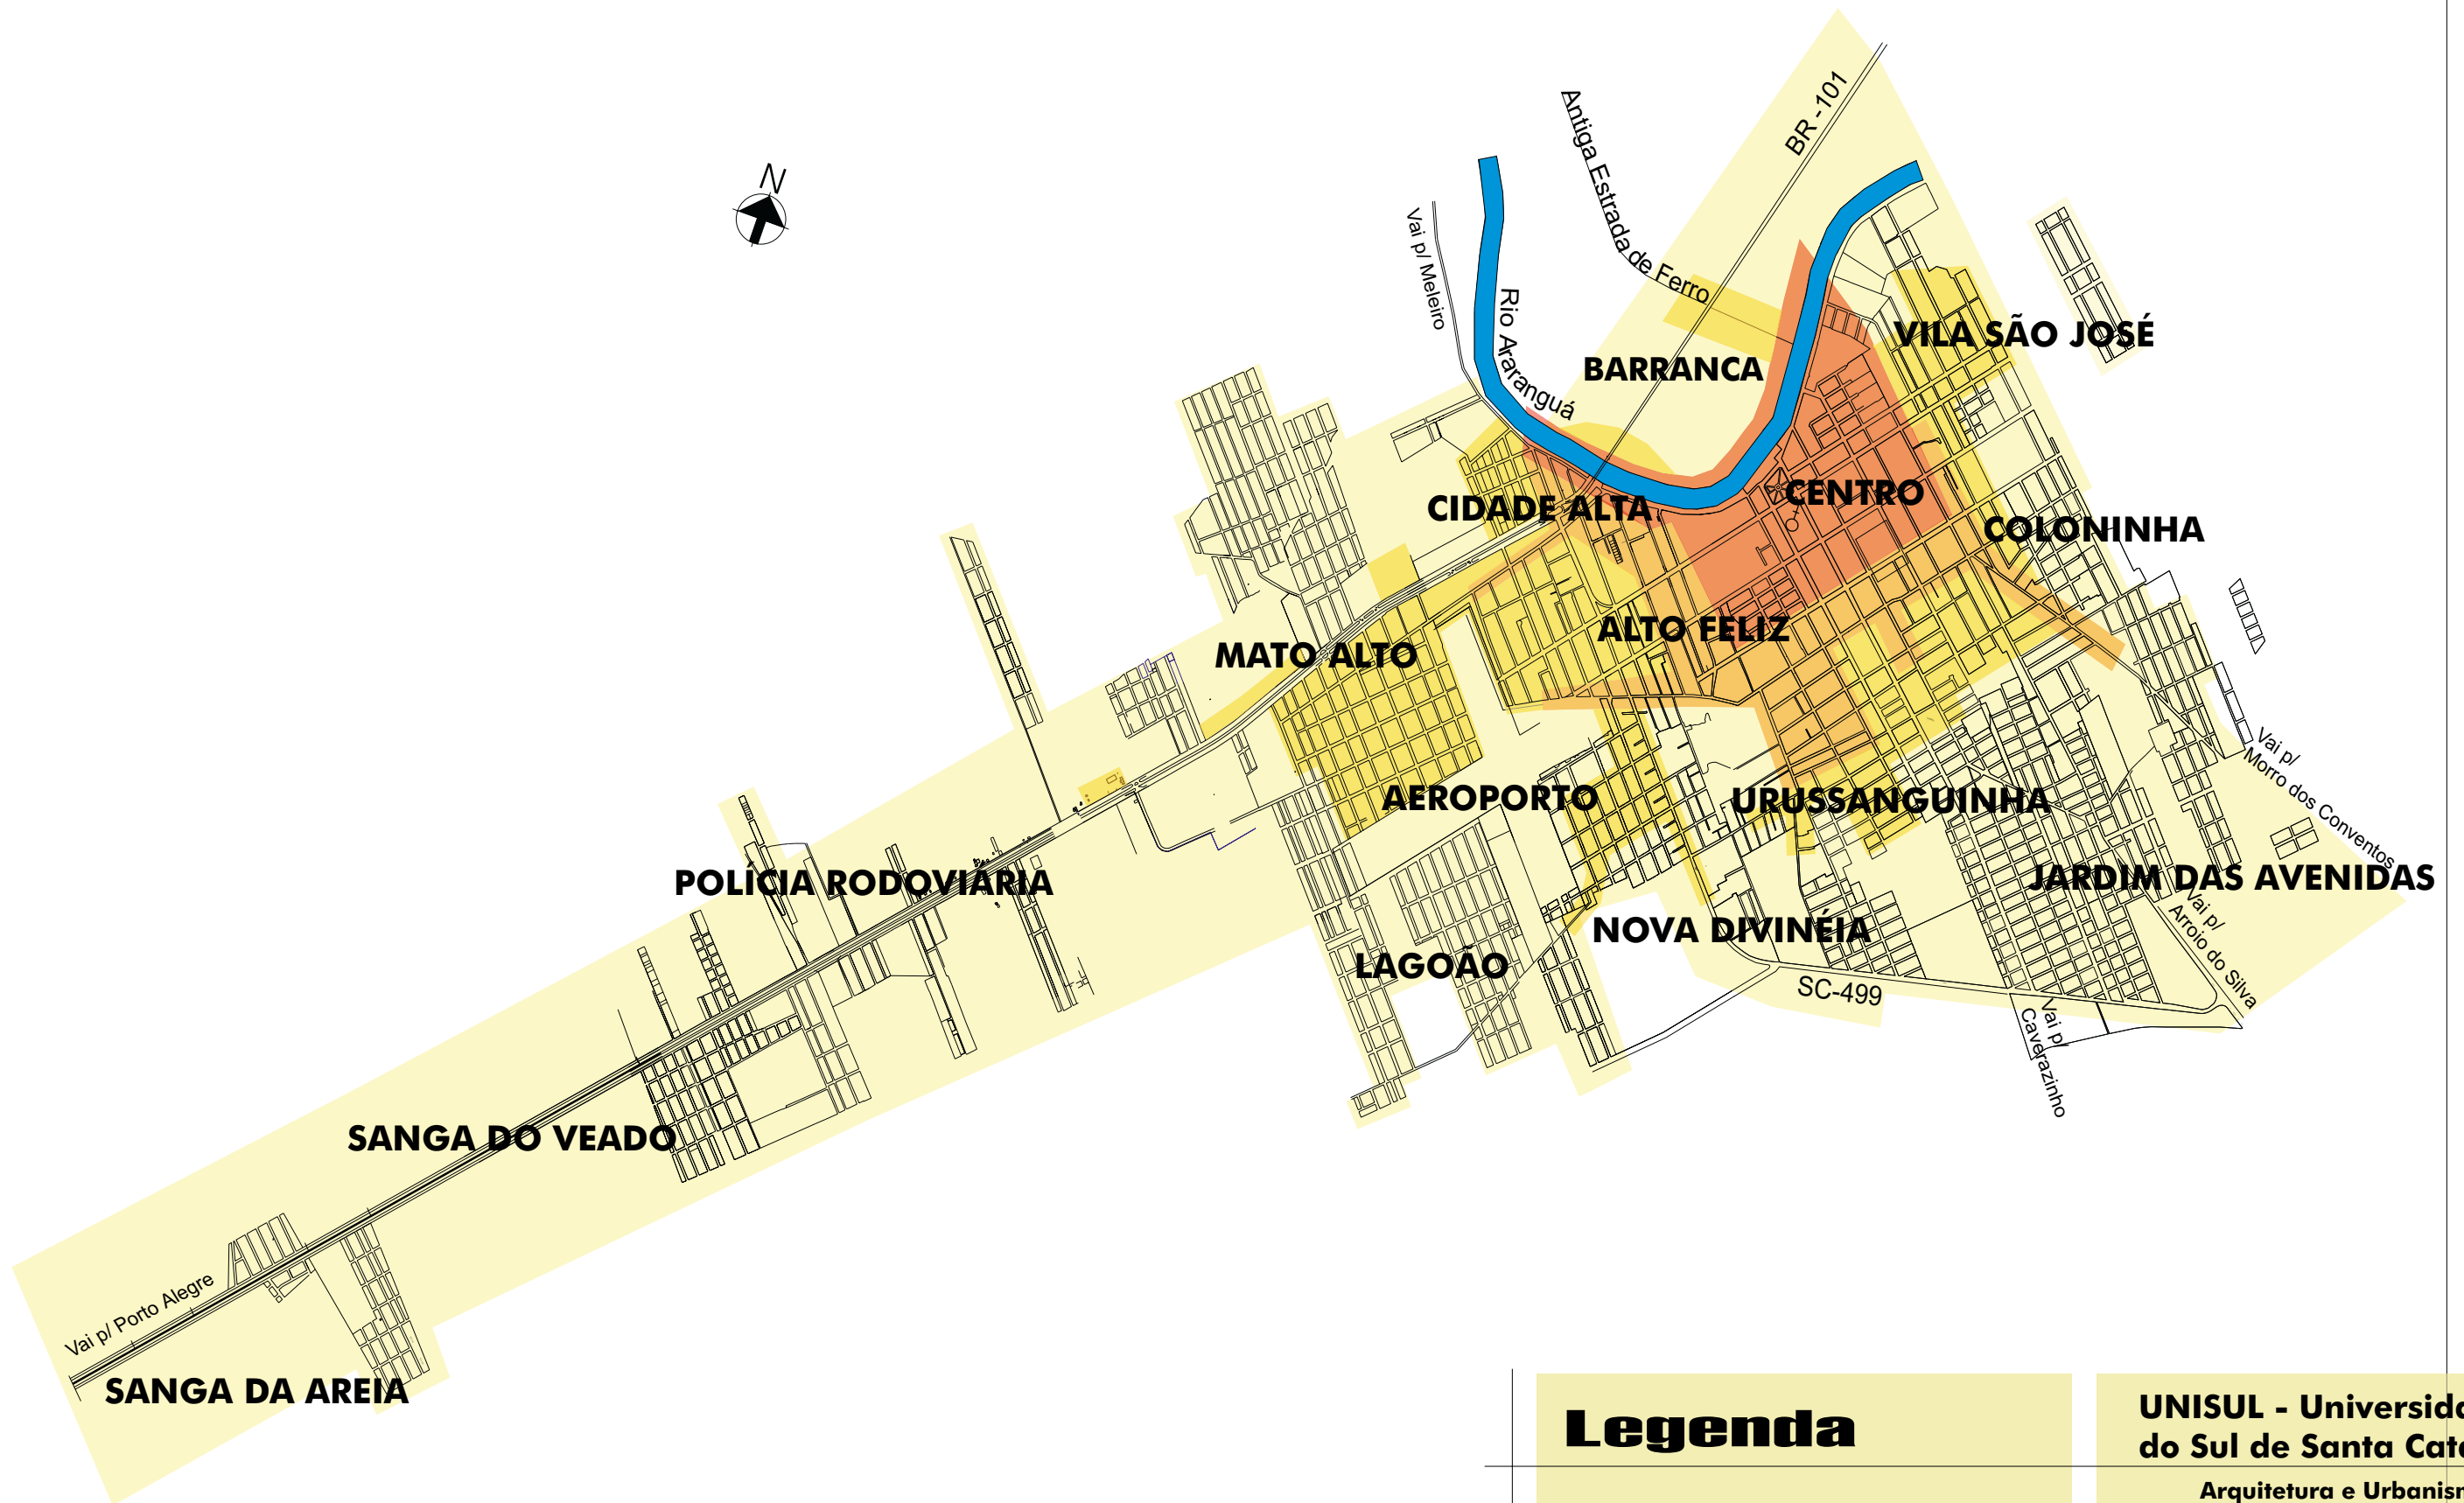 BR -101
Antiga Estrada de Ferro
N
Vai p/ Meleiro
Rio Araranguá
VILA SÃO JOSÉ
BARRANCA
CENTRO
CIDADE ALTA
COLONINHA
ALTO FELIZ
MATO ALTO
Vai p/
Morro dos Conventos
AEROPORTO
URUSSANGUINHA
POLÍCIA RODOVIÁRIA
JARDIM DAS AVENIDAS
Vai p/
Arroio do Silva
NOVA DIVINÉIA
LAGOÃO
SC-499
Vai p/
Caverazinho
SANGA DO VEADO
Vai p/ Porto Alegre
SANGA DA AREIA
Legenda
UNISUL - Universida
do Sul de Santa Cat
Arquitetura e Urbanis